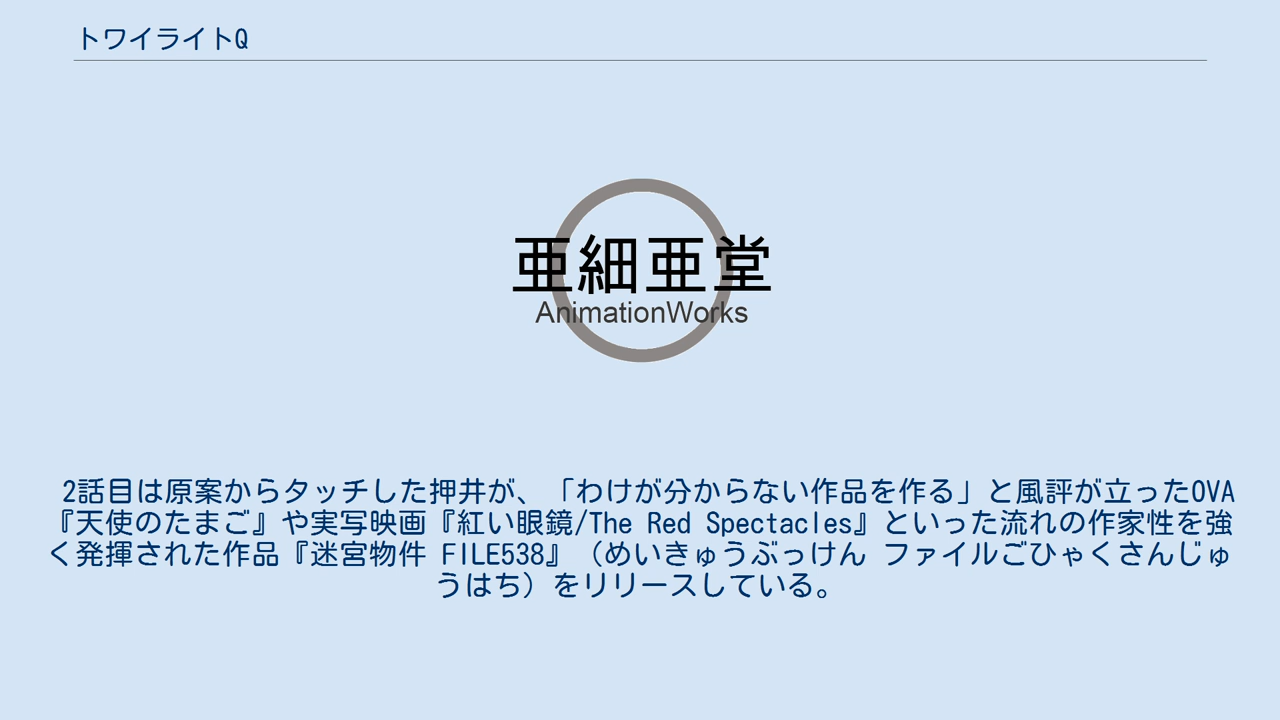 トワイライトQ
亜細亜堂
AnimationWorks
2話目は原案からタッチした押井が、「わけが分からない作品を作る」と風評が立ったOVA
『天使のたまご』や実写映画『紅い眼鏡/The Red Spectacles』といった流れの作家性を強
く発揮された作品『迷宮物件 FILE538』（めいきゅうぶっけん ファイルごひゃくさんじゅ
うはち）をリリースしている。